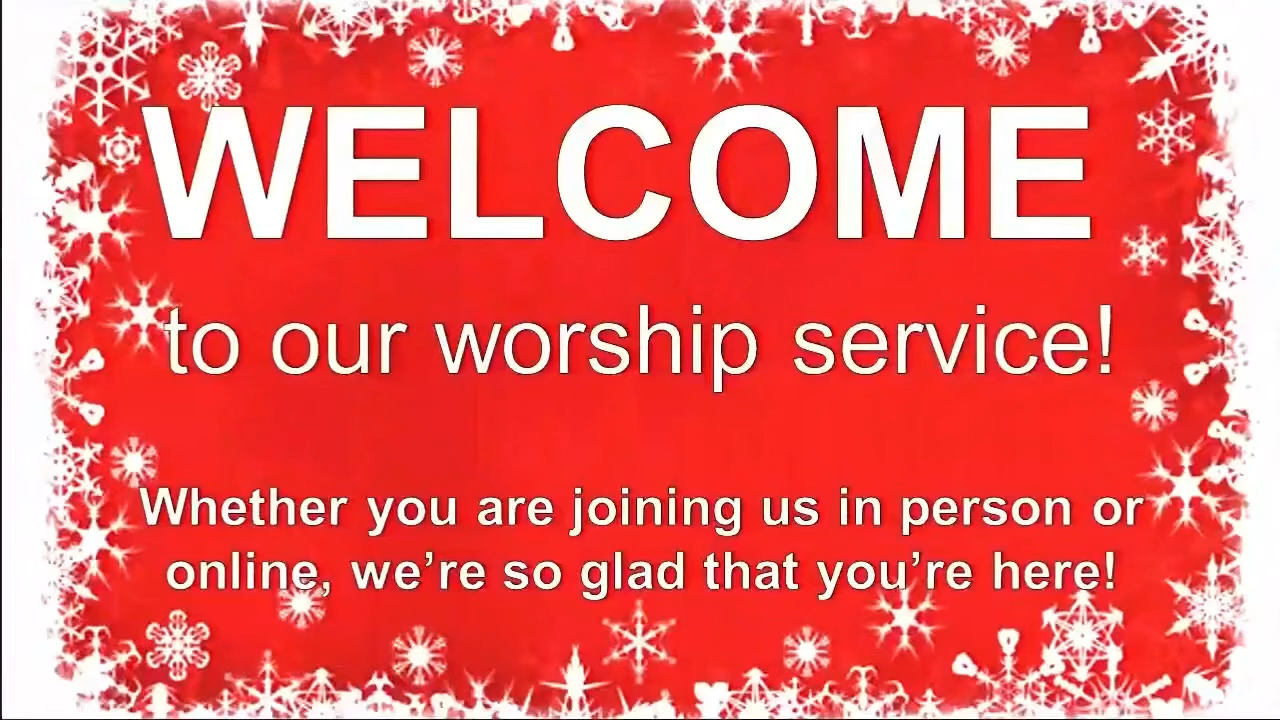 WELCOME
to our worship service!
Whether you are joining us in person or
online, we’re so glad that you’re here!